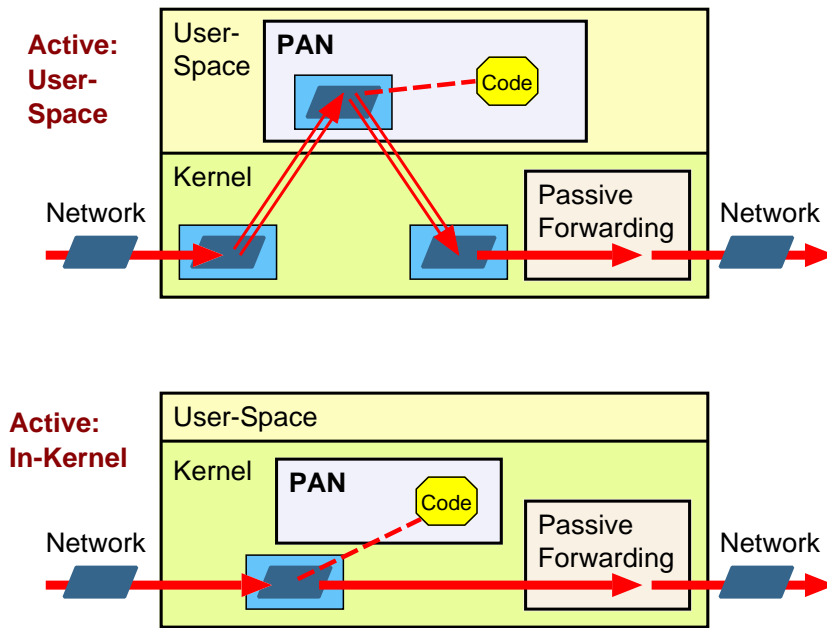 Active:
User-
Space
User-
Space
PAN
Code
Kernel
Passive
Forwarding
Network
Network
Active:
In-Kernel
User-Space
Kernel
PAN
Code
Passive
Forwarding
Network
Network